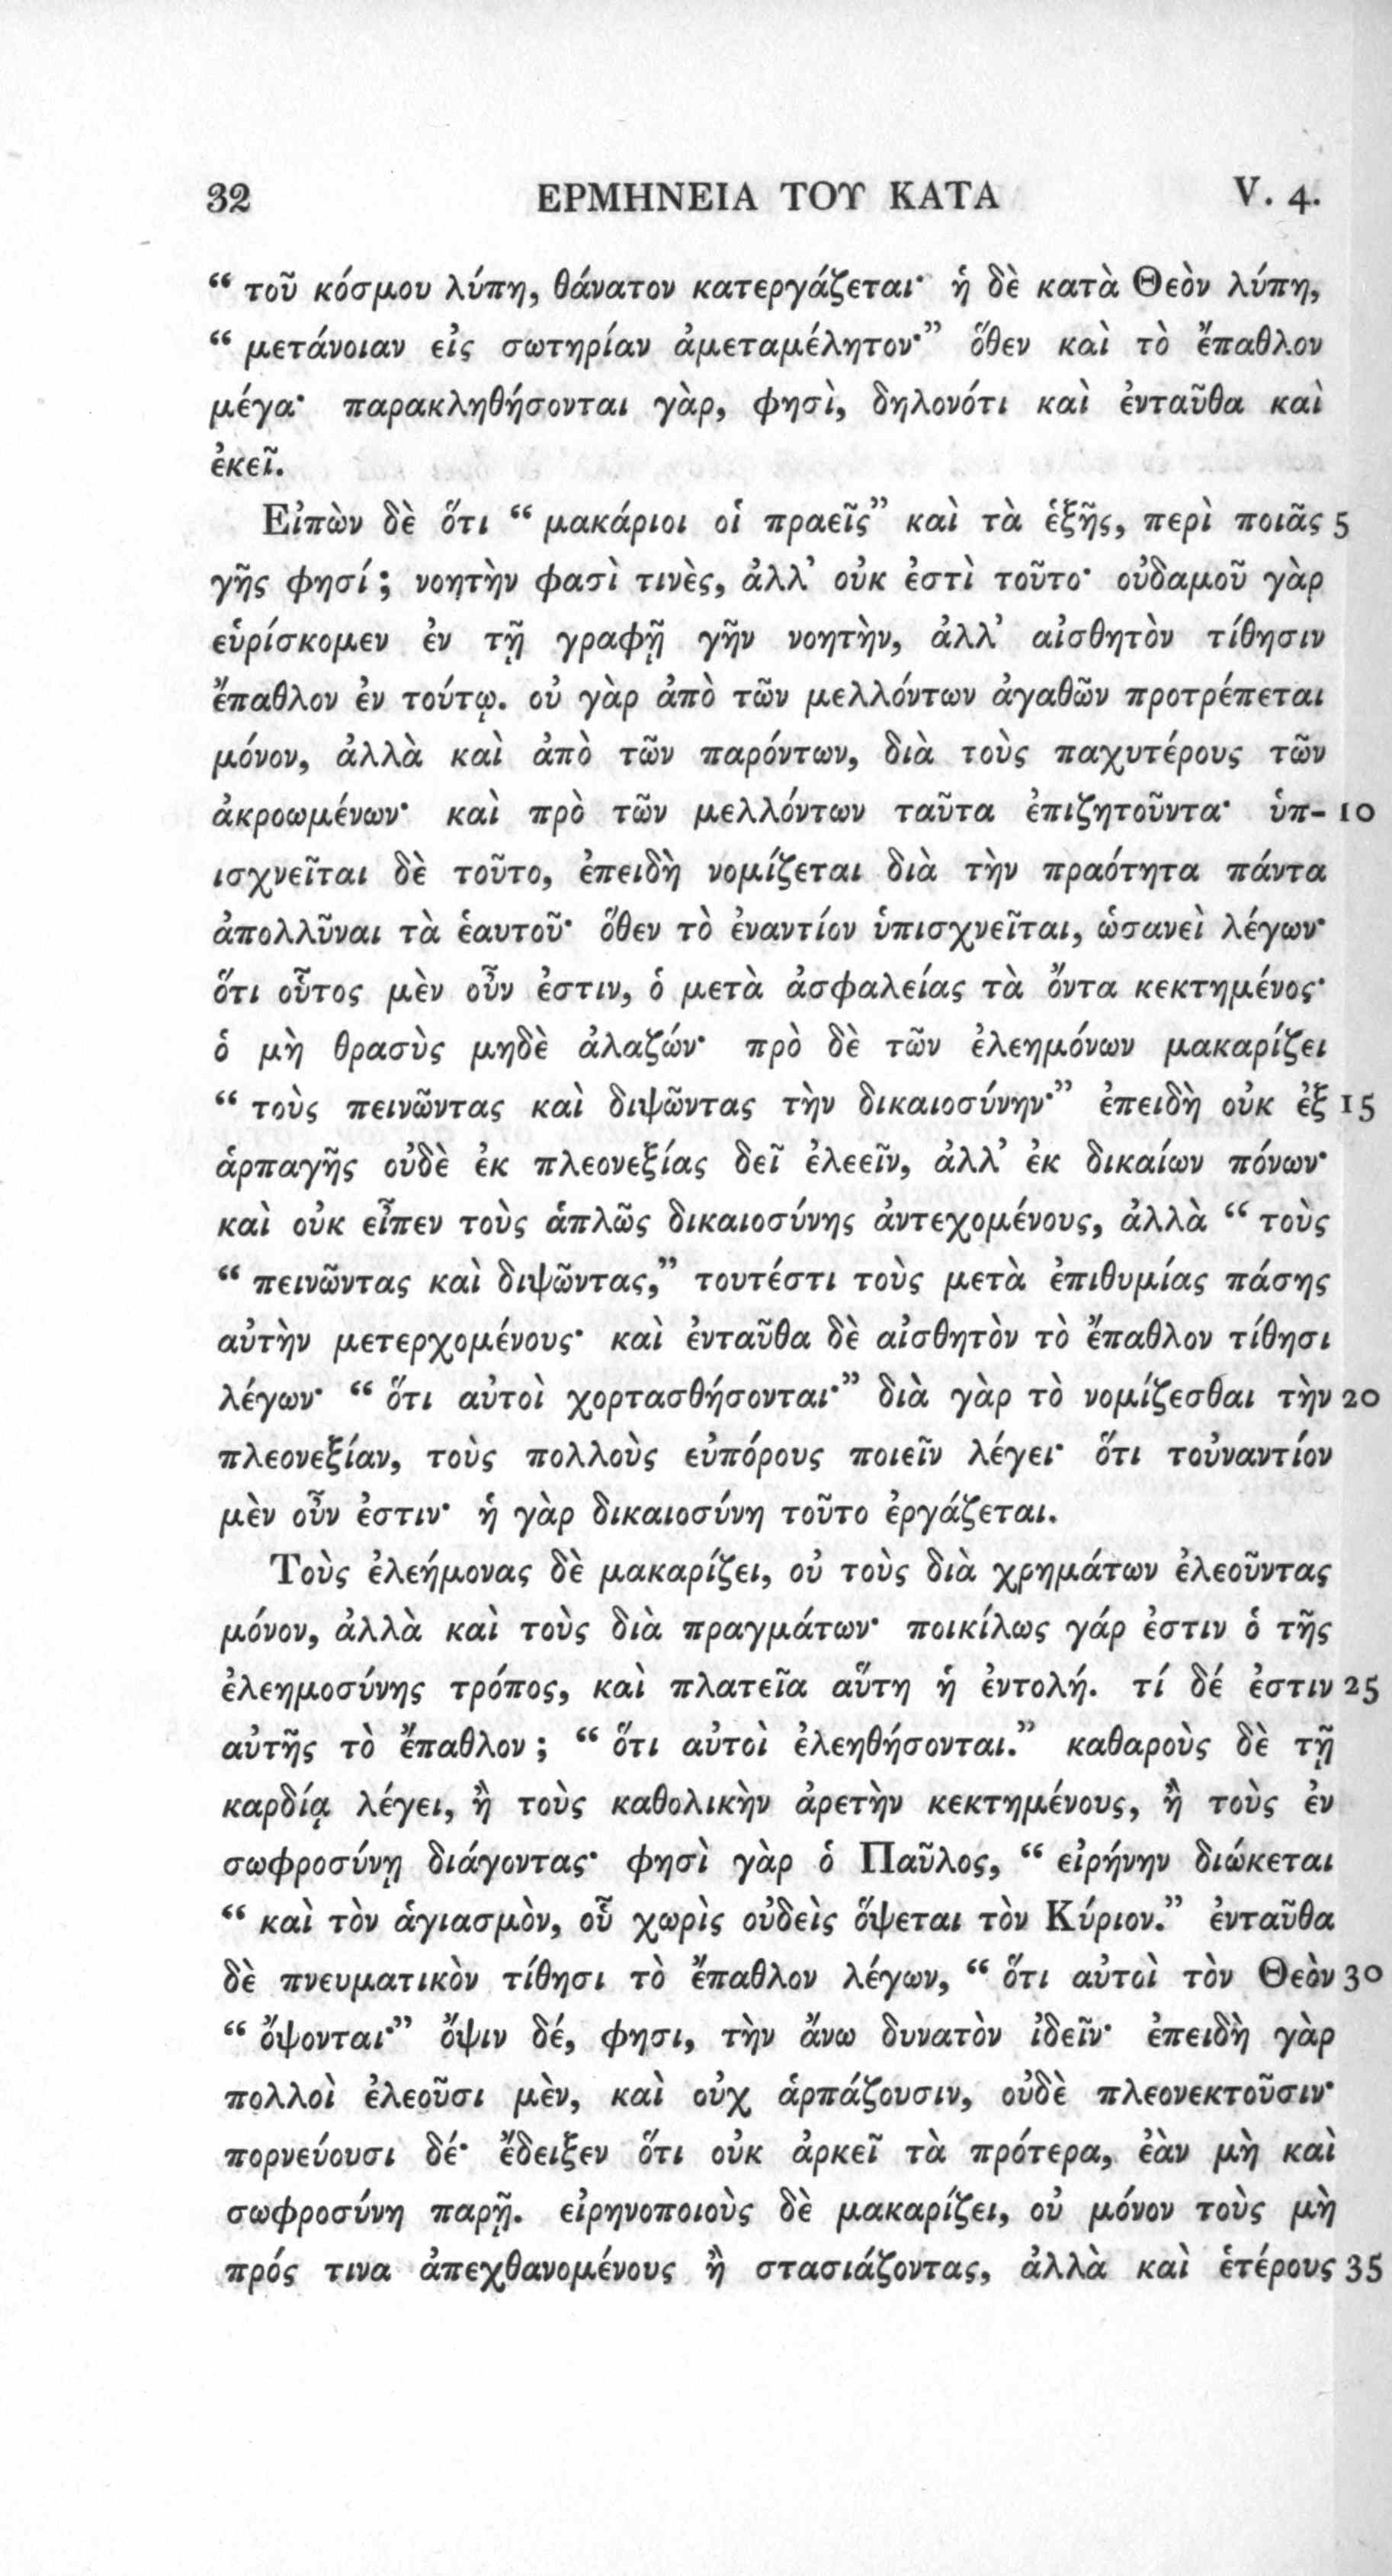 32 ΕΡΜΗΝΕΙΑ ΤΟΥ ΚΑΤΑ V. 4.
“ τοῦ κόσμου λύπη, θάνατον κατεργάζεται· ἡ δὲ κατὰ Θεὸν λύπη,
“ μετάνοιαν εἰς σωτηρίαν ἀμεταμέλητον·” ὅθεν καὶ τὸ ἔπαθλον
μέγα· παρακληθήσονται γὰρ, φησὶ, δηλονότι καὶ ἐνταῦθα καὶ
ἐκεῖ.
Εἰπὼν δὲ ὅτι “ μακάριοι οἱ πραεῖς” καὶ τὰ ἑξῆς, περὶ ποιᾶς 5
γῆς φησί ; νοητὴν φασὶ τινὲς, ἀλλ’ οὐκ ἐστὶ τοῦτο· οὐδαμοῦ γὰρ
εὑρίσκομεν ἐν τῇ γραφῇ γῆν νοητὴν, ἀλλ’ αἰσθητὸν τίθησιν
ἔπαθλον ἐν τούτῳ. οὐ γὰρ ἀπὸ τῶν μελλόντων ἀγαθῶν προτρέπεται
μόνον, ἀλλὰ καὶ ἀπὸ τῶν παρόντων, διὰ τοὺς παχυτέρους τῶν
ἀκροωμένων· καὶ πρὸ τῶν μελλόντων ταῦτα ἐπιζητοῦντα· ὑπ- 10
ισχνεῖται δὲ τοῦτο, ἐπειδὴ νομίζεται διὰ τὴν πραότητα πάντα
ἀπολλῦναι τὰ ἑαυτοῦ· ὅθεν τὸ ἐναντίον ὑπισχνεῖται, ὡσανεὶ λέγων·
ὅτι οὗτος μὲν οὖν ἐστιν, ὁ μετὰ ἀσφαλείας τὰ ὄντα κεκτημένος·
ὁ μὴ θρασὺς μηδὲ ἀλαζών· πρὸ δὲ τῶν ἐλεημόνων μακαρίζει
“ τοὺς πεινῶντας καὶ διψῶντας τὴν δικαιοσύνην·” ἐπειδὴ οὐκ ἐξ 15
ἁρπαγῆς οὐδὲ ἐκ πλεονεξίας δεῖ ἐλεεῖν, ἀλλ’ ἐκ δικαίων πόνων·
καὶ οὐκ εἶπεν τοὺς ἁπλῶς δικαιοσύνης ἀντεχομένους, ἀλλὰ “ τοὺς
“ πεινῶντας καὶ διψῶντας,” τουτέστι τοὺς μετὰ ἐπιθυμίας πάσης
αὐτὴν μετερχομένους· καὶ ἐνταῦθα δὲ αἰσθητὸν τὸ ἔπαθλον τίθησι
λέγων· “ ὅτι αὐτοὶ χορτασθήσονται·” διὰ γὰρ τὸ νομίζεσθαι τὴν 20
πλεονεξίαν, τοὺς πολλοὺς εὐπόρους ποιεῖν λέγει· ὅτι τοὐναντίον
μὲν οὖν ἐστιν· ἡ γὰρ δικαιοσύνη τοῦτο ἐργάζεται.
Τοὺς ἐλεήμονας δὲ μακαρίζει, οὐ τοὺς διὰ χρημάτων ἐλεοῦντας
μόνον, ἀλλὰ καὶ τοὺς διὰ πραγμάτων· ποικίλως γάρ ἐστιν ὁ τῆς
ἐλεημοσύνης τρόπος, καὶ πλατεῖα αὕτη ἡ ἐντολή. τί δέ ἐστιν 25
αὐτῆς τὸ ἔπαθλον ; “ ὅτι αὐτοὶ ἐλεηθήσονται.” καθαροὺς δὲ τῇ
καρδίᾳ λέγει, ἢ τοὺς καθολικὴν ἀρετὴν κεκτημένους, ἢ τοὺς ἐν
σωφροσύνῃ διάγοντας· φησὶ γὰρ ὁ Παῦλος, “ εἰρήνην διώκεται
“ καὶ τὸν ἁγιασμὸν, οὗ χωρὶς οὐδεὶς ὄψεται τὸν Κύριον.” ἐνταῦθα
δὲ πνευματικὸν τίθησι τὸ ἔπαθλον λέγων, “ ὅτι αὐτοὶ τὸν Θεὸν 30
“ ὄψονται·” ὄψιν δέ, φησι, τὴν ἄνω δυνατὸν ἰδεῖν· ἐπειδὴ γὰρ
πολλοὶ ἐλεοῦσι μὲν, καὶ οὐχ ἁρπάζουσιν, οὐδὲ πλεονεκτοῦσιν·
πορνεύουσι δέ· ἔδειξεν ὅτι οὐκ ἀρκεῖ τὰ πρότερα, ἐὰν μὴ καὶ
σωφροσύνη παρῇ. εἰρηνοποιοὺς δὲ μακαρίζει, οὐ μόνον τοὺς μὴ
πρός τινα ἀπεχθανομένους ἢ στασιάζοντας, ἀλλὰ καὶ ἑτέρους 35